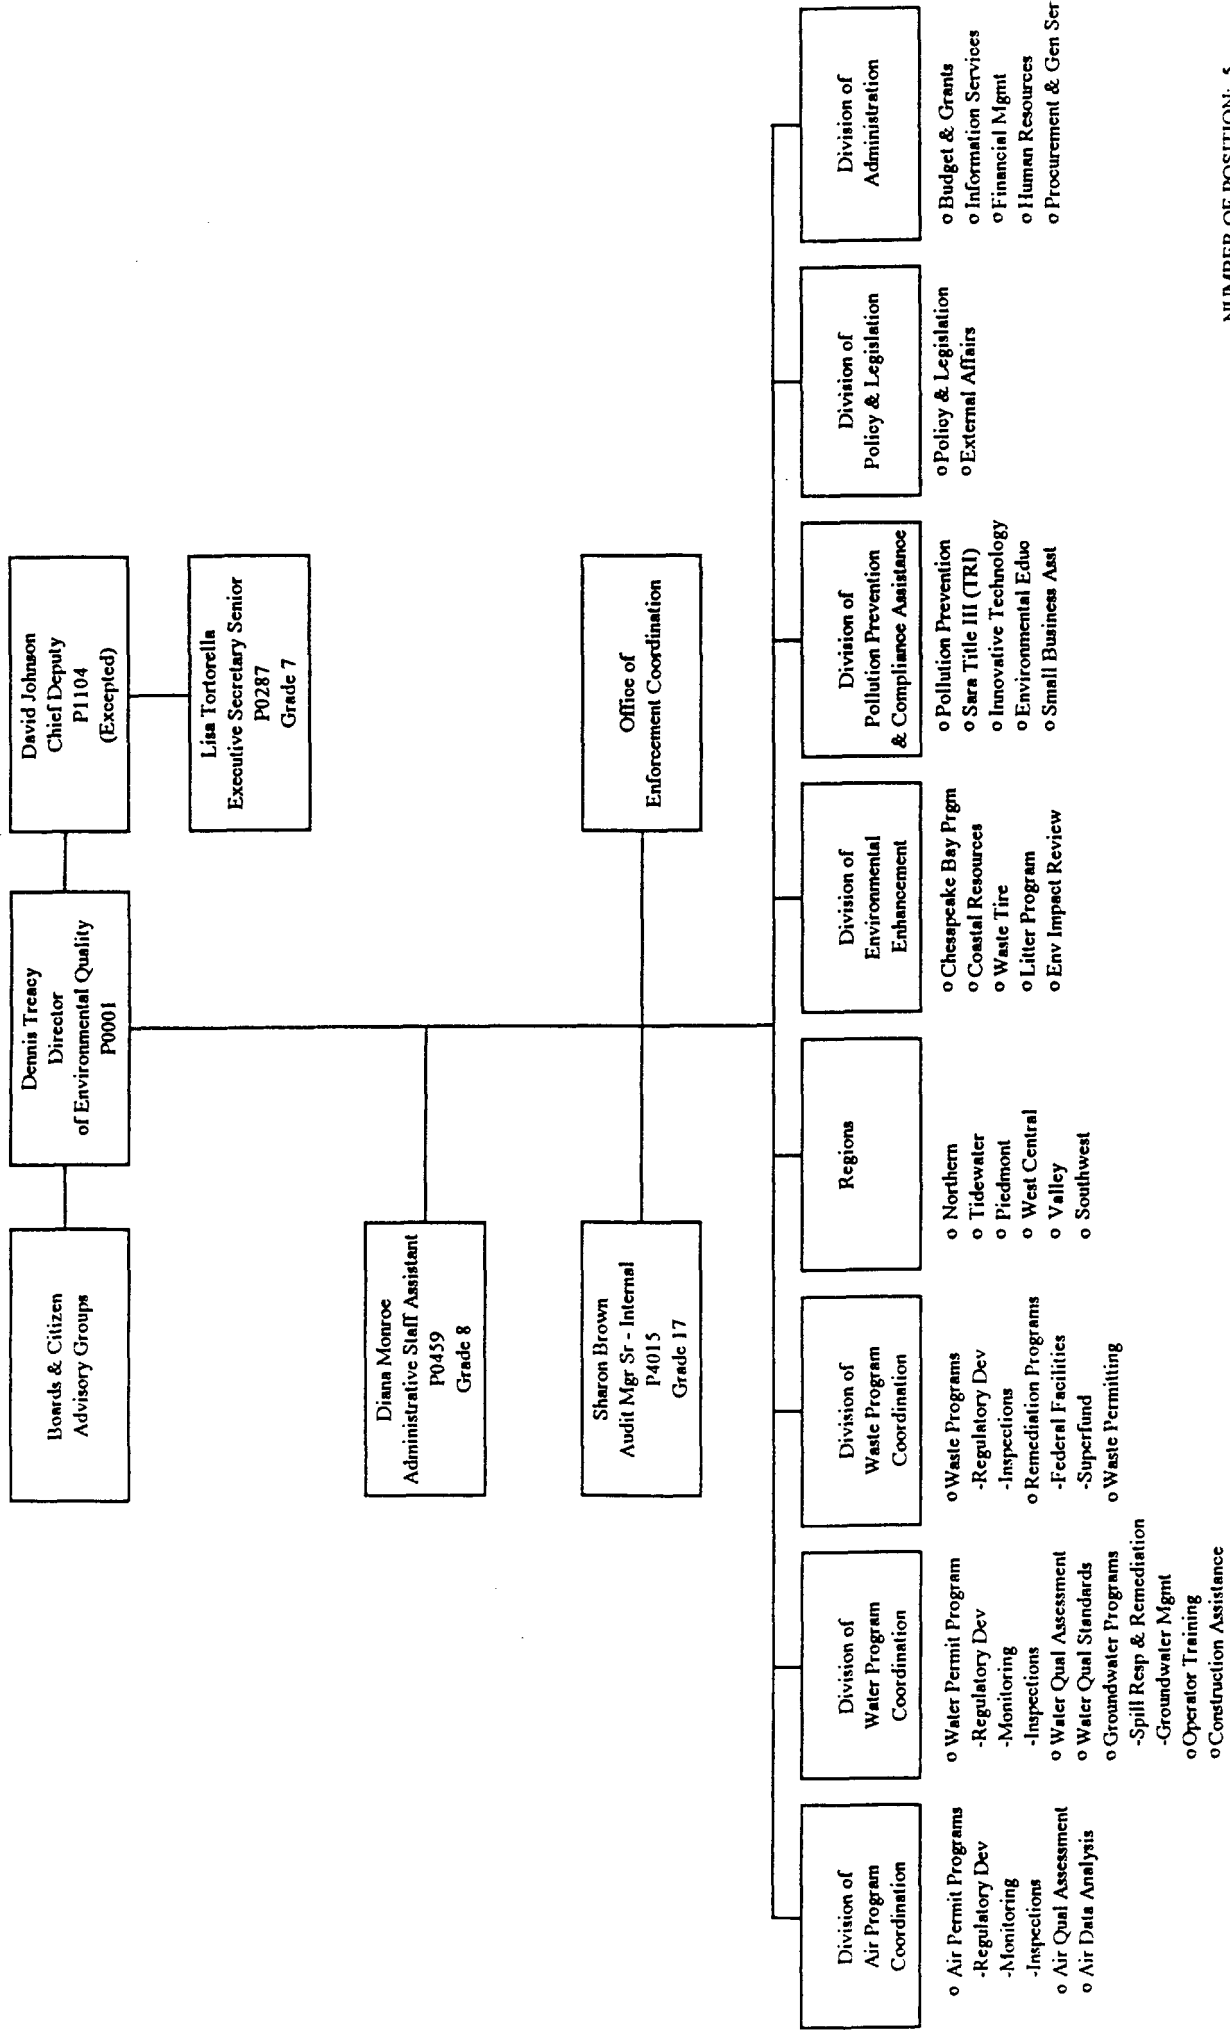 Boards & Citizen
Advisory Groups
Dennis Treacy
Director
of Environmental Quality
P0001
David Johnson
Chief Deputy
P1104
(Excepted)
Lisa Tortorella
Executive Secretary Senior
P0287
Grade 7
Diana Monroe
Administrative Staff Assistant
P0459
Grade 8
Sharon Brown
Audit Mgr Sr - Internal
P4015
Grade 17
Office of
Enforcement Coordination
Division of
Air Program
Coordination
o Air Permit Programs
-Regulatory Dev
-Monitoring
-Inspections
o Air Qual Assessment
o Air Data Analysis
Division of
Water Program
Coordination
o Water Permit Program
-Regulatory Dev
-Monitoring
-Inspections
o Water Qual Assessment
o Water Qual Standards
o Groundwater Programs
-Spill Resp & Remediation
-Groundwater Mgmt
o Operator Training
o Construction Assistance
Division of
Waste Program
Coordination
o Waste Programs
-Regulatory Dev
-Inspections
o Remediation Programs
-Federal Facilities
-Superfund
o Waste Permitting
Regions
o Northern
o Tidewater
o Piedmont
o West Central
o Valley
o Southwest
Division of
Environmental
Enhancement
o Chesapeake Bay Prgm
o Coastal Resources
o Waste Tire
o Litter Program
o Env Impact Review
Division of
Pollution Prevention
& Compliance Assistance
o Pollution Prevention
o Sara Title III (TRI)
o Innovative Technology
o Environmental Educ
o Small Business Asst
Division of
Policy & Legislation
o Policy & Legislation
o External Affairs
Division of
Administration
o Budget & Grants
o Information Services
o Financial Mgmt
o Human Resources
o Procurement & Gen Ser
NUMBER OF POSITION: 5